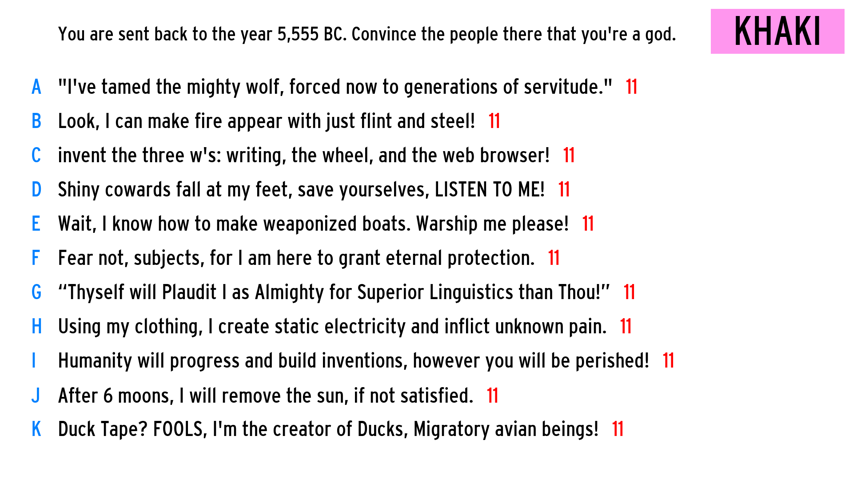 You are sent back to the year 5,555 BC. Convince the people there that you're a god.
KHAKI
A "I've tamed the mighty wolf, forced now to generations of servitude." 11
B Look, I can make fire appear with just flint and steel! 11
C invent the three w's: writing, the wheel, and the web browser! 11
D Shiny cowards fall at my feet, save yourselves, LISTEN TO ME! 11
E Wait, I know how to make weaponized boats. Warship me please! 11
F Fear not, subjects, for I am here to grant eternal protection. 11
G “Thyself will Plaudit I as Almighty for Superior Linguistics than Thou!” 11
H Using my clothing, I create static electricity and inflict unknown pain. 11
I Humanity will progress and build inventions, however you will be perished! 11
J After 6 moons, I will remove the sun, if not satisfied. 11
K Duck Tape? FOOLS, I'm the creator of Ducks, Migratory avian beings! 11